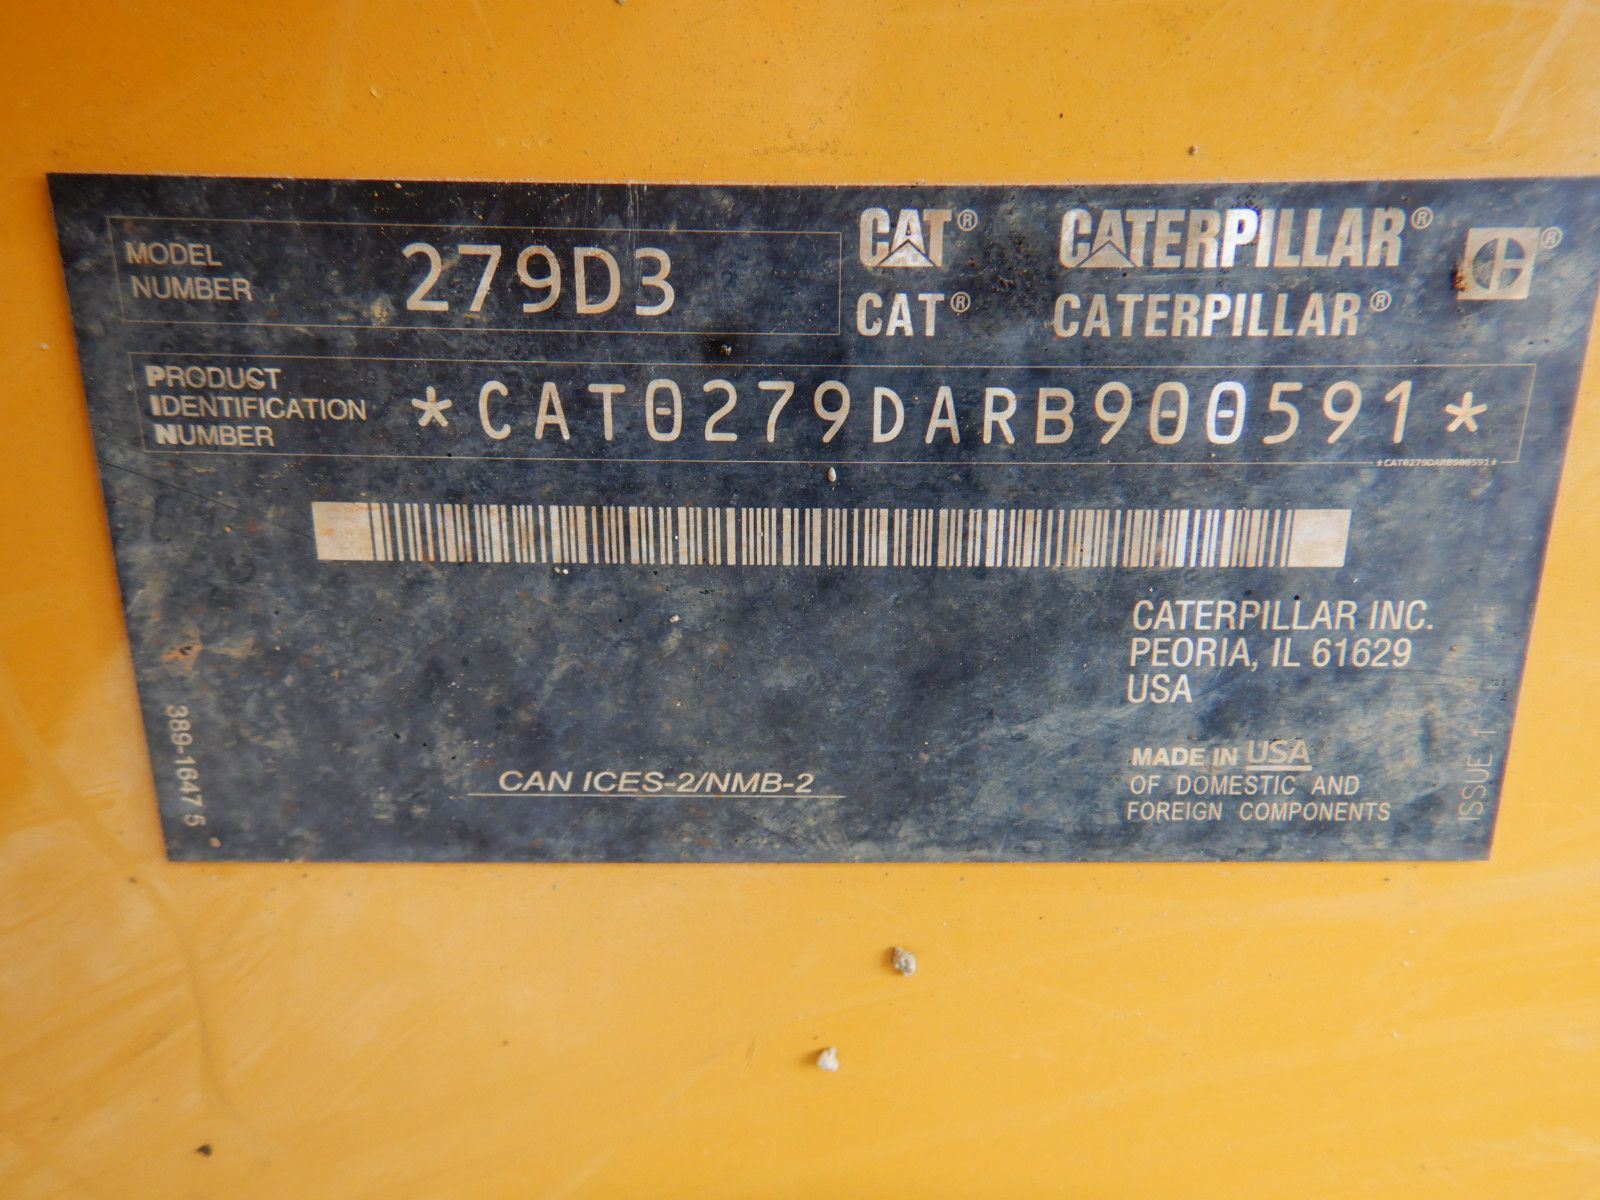 MODEL
NUMBER
279D3
CAT® CATERPILLAR® ®
CAT® CATERPILLAR®
PRODUCT
IDENTIFICATION
NUMBER
*CAT0279DARB900591*
*CAT0279DARB900591*
CATERPILLAR INC.
PEORIA, IL 61629
USA
MADE IN USA
OF DOMESTIC AND
FOREIGN COMPONENTS
CAN ICES-2/NMB-2
389-1647 5
ISSUE 1